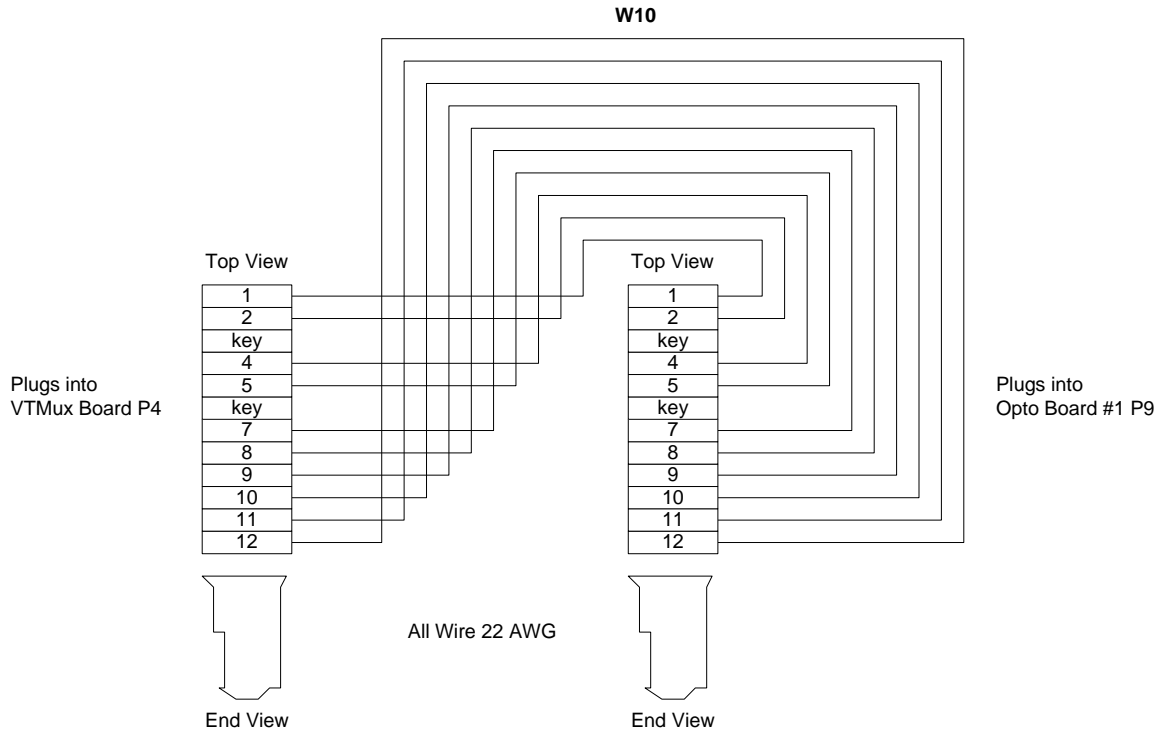 W10
Top View
1
2
key
4
5
key
7
8
9
10
11
12
Plugs into
VTMux Board P4
End View
All Wire 22 AWG
Top View
1
2
key
4
5
key
7
8
9
10
11
12
Plugs into
Opto Board #1 P9
End View